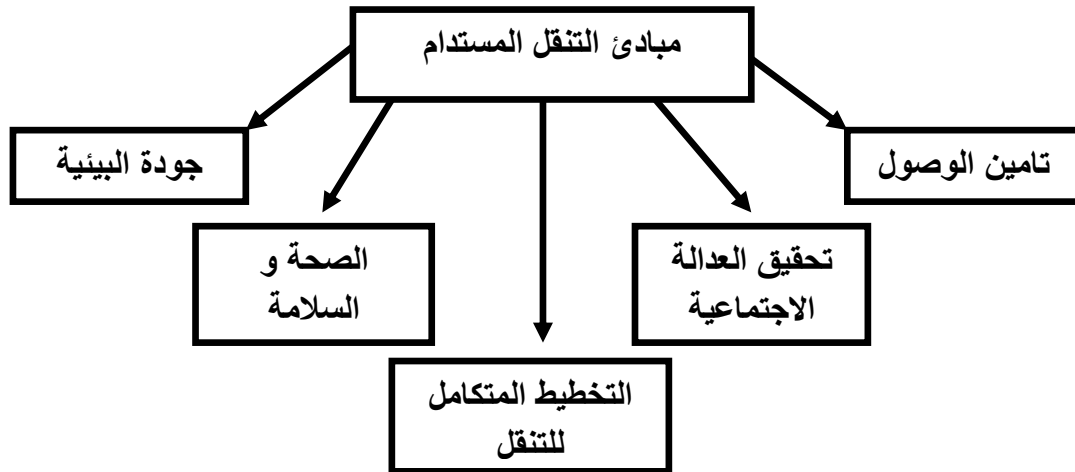 مبادئ التنقل المستدام
تامين الوصول
جودة البيئية
تحقيق العدالة
الاجتماعية
الصحة و
السلامة
التخطيط المتكامل
للتنقل